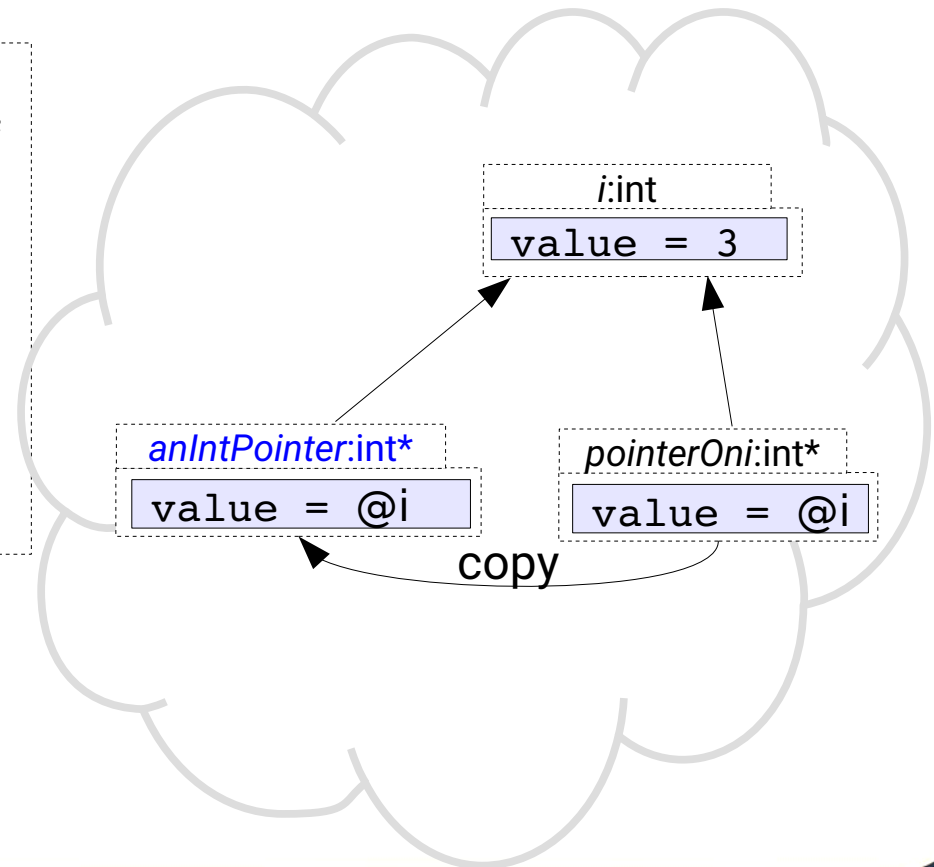 i:int
value = 3
anIntPointer:int*
value = @i
pointerOni:int*
value = @i
copy